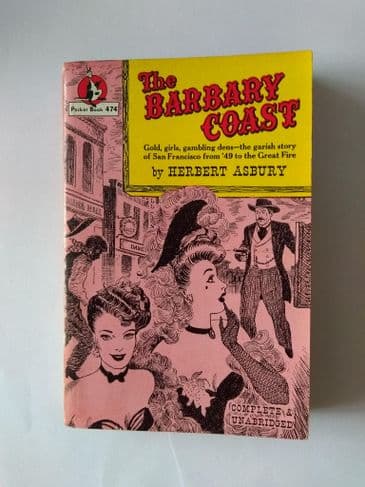 Pocket Book 474
The
BARBARY
COAST
Gold, girls, gambling dens—the garish story
of San Francisco from '49 to the Great Fire
by HERBERT ASBURY
COMPLETE &
UNABRIDGED